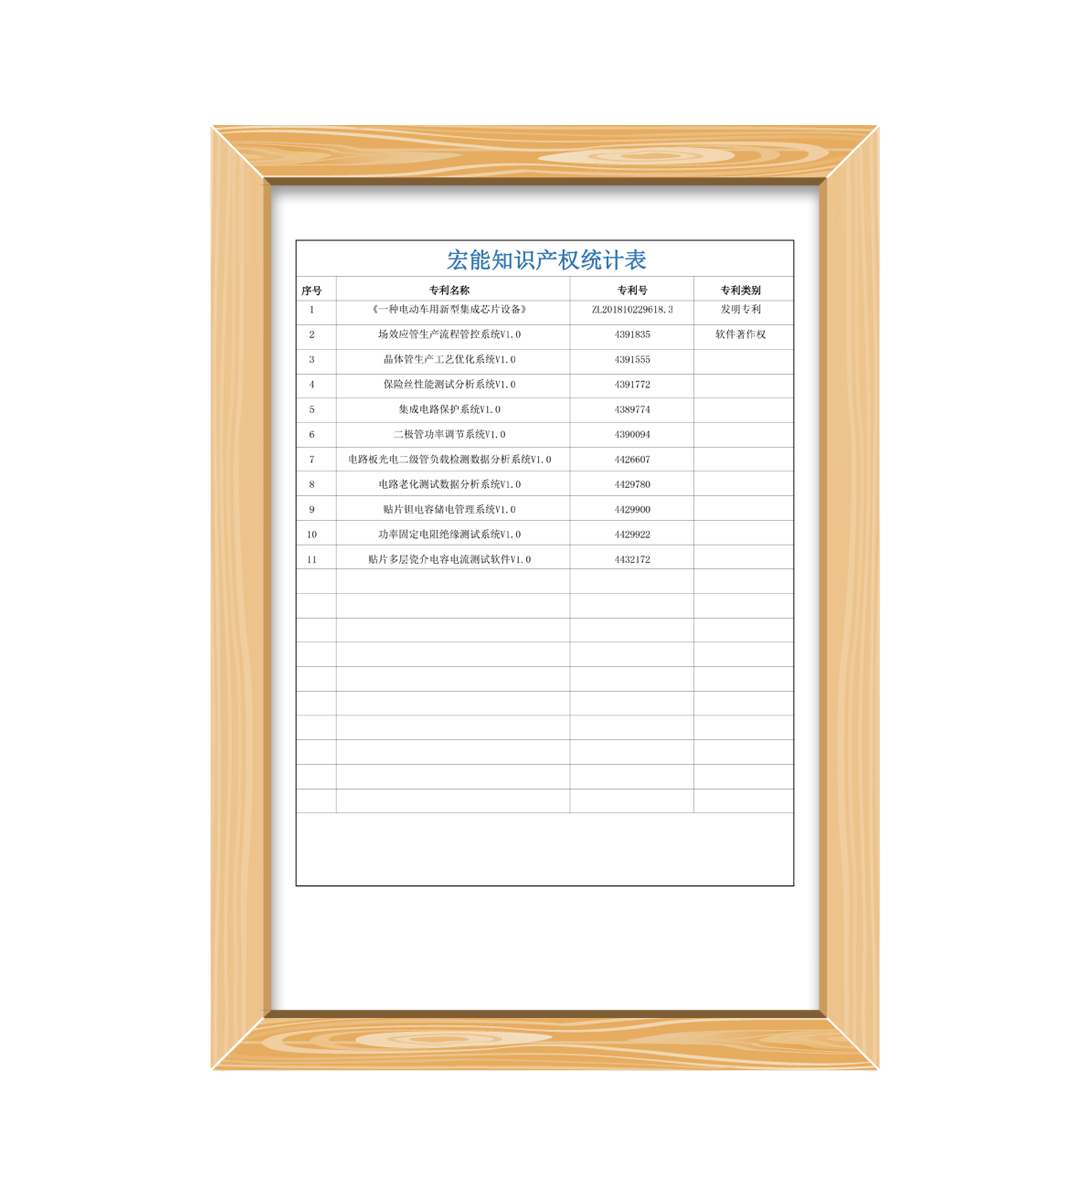 宏能知识产权统计表
序号 专利名称 专利号 专利类别
1 《一种电动车用新型集成芯片设备》 ZL201810229618.3 发明专利
2 场效应管生产流程管控系统V1.0 4391835 软件著作权
3 晶体管生产工艺优化系统V1.0 4391555
4 保险丝性能测试分析系统V1.0 4391772
5 集成电路保护系统V1.0 4389774
6 二极管功率调节系统V1.0 4390094
7 电路板光电二级管负载检测数据分析系统V1.0 4426607
8 电路老化测试数据分析系统V1.0 4429780
9 贴片钽电容储电管理系统V1.0 4429900
10 功率固定电阻绝缘测试系统V1.0 4429922
11 贴片多层瓷介电容电流测试软件V1.0 4432172